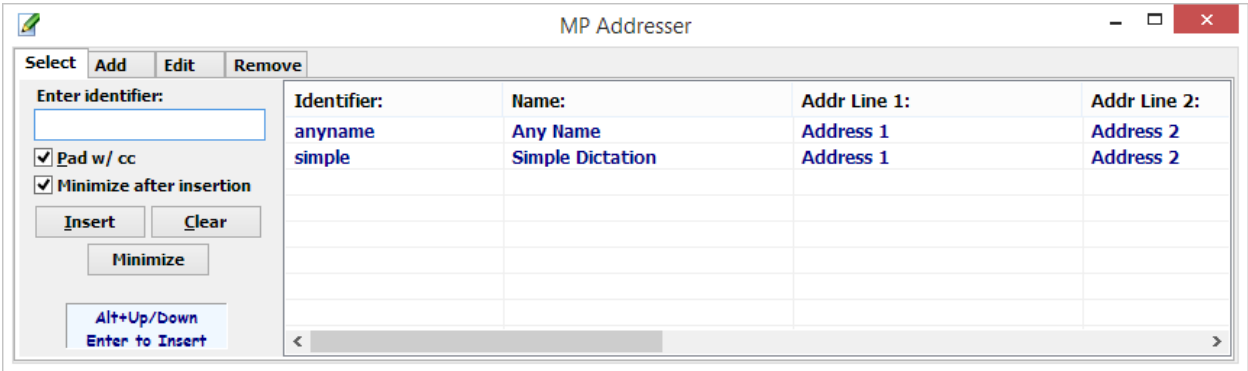 MP Addresser
Select Add Edit Remove
Enter identifier:
Pad w/ cc
Minimize after insertion
Insert Clear
Minimize
Alt+Up/Down
Enter to Insert
Identifier: Name: Addr Line 1: Addr Line 2:
anyname Any Name Address 1 Address 2
simple Simple Dictation Address 1 Address 2